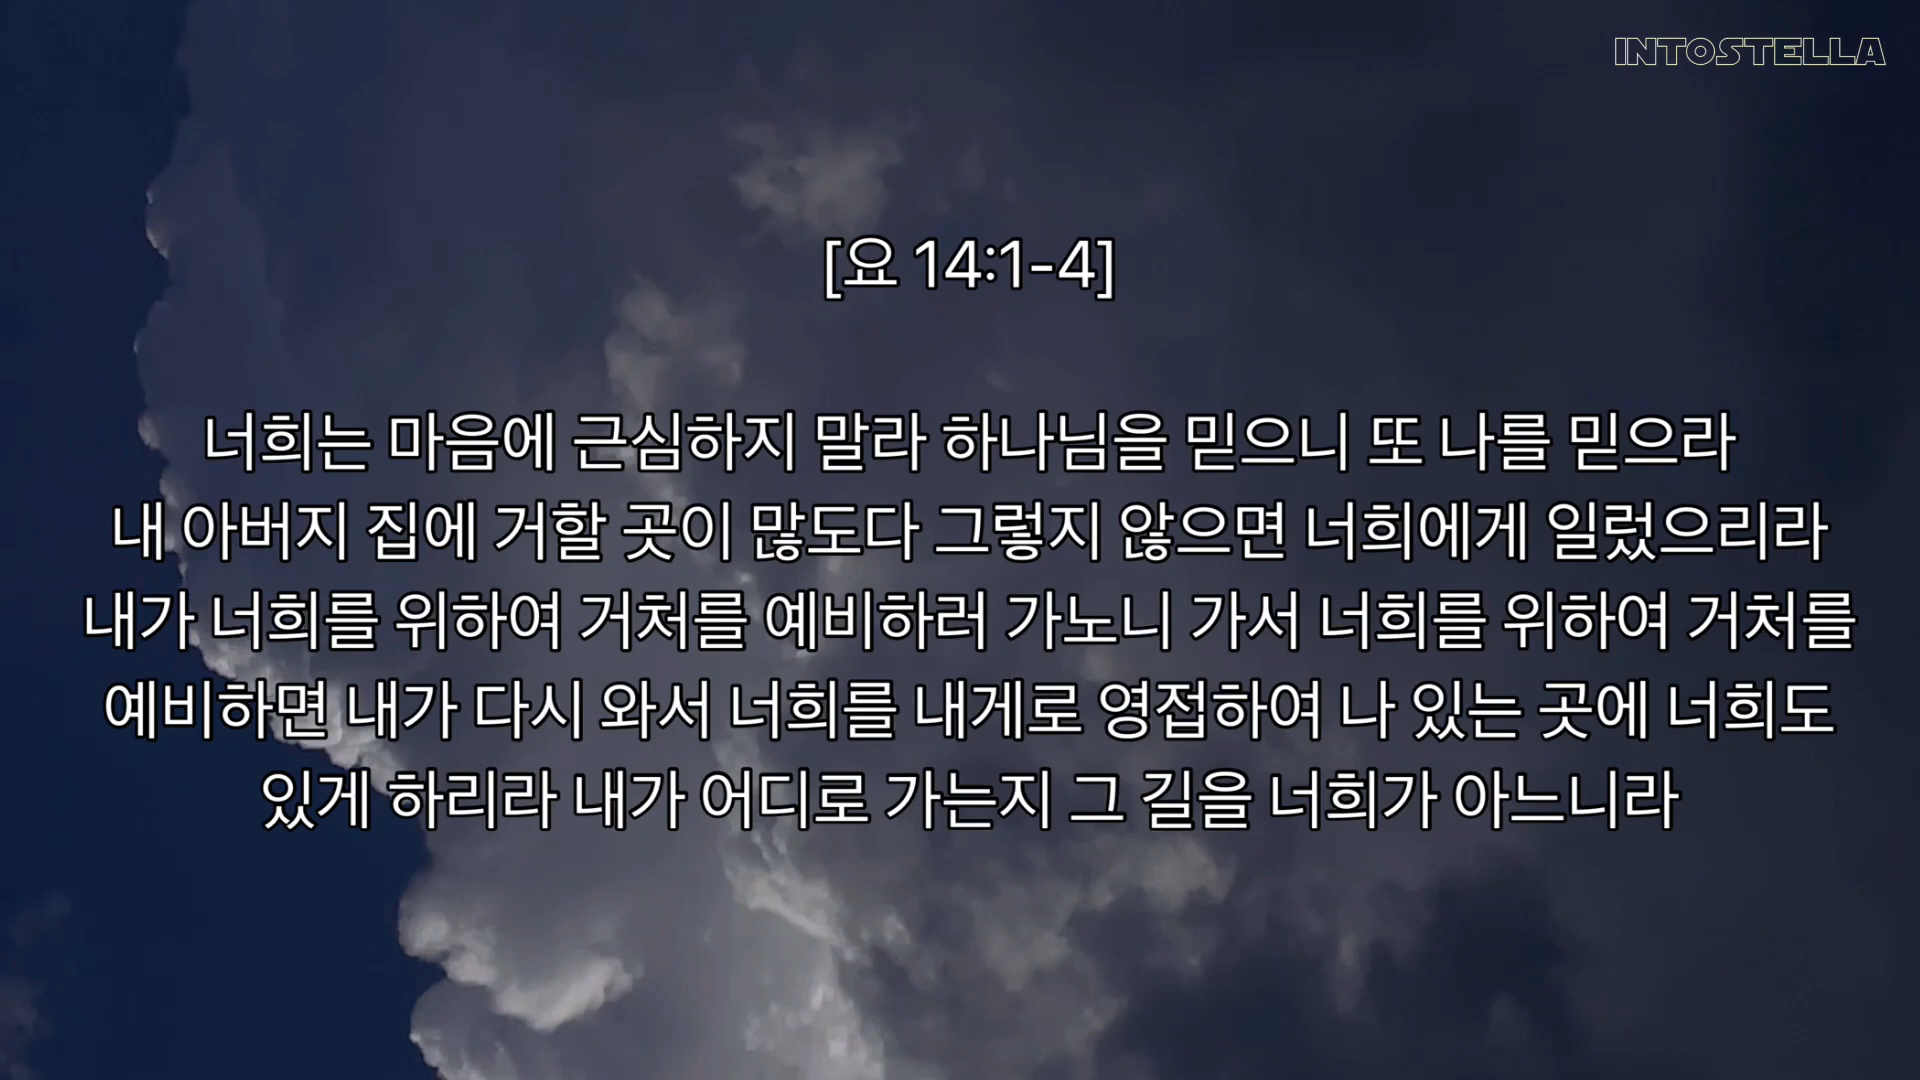 INTOSTELLA
[요 14:1-4]
너희는 마음에 근심하지 말라 하나님을 믿으니 또 나를 믿으라
내 아버지 집에 거할 곳이 많도다 그렇지 않으면 너희에게 일렀으리라
내가 너희를 위하여 거처를 예비하러 가노니 가서 너희를 위하여 거처를
예비하면 내가 다시 와서 너희를 내게로 영접하여 나 있는 곳에 너희도
있게 하리라 내가 어디로 가는지 그 길을 너희가 아느니라